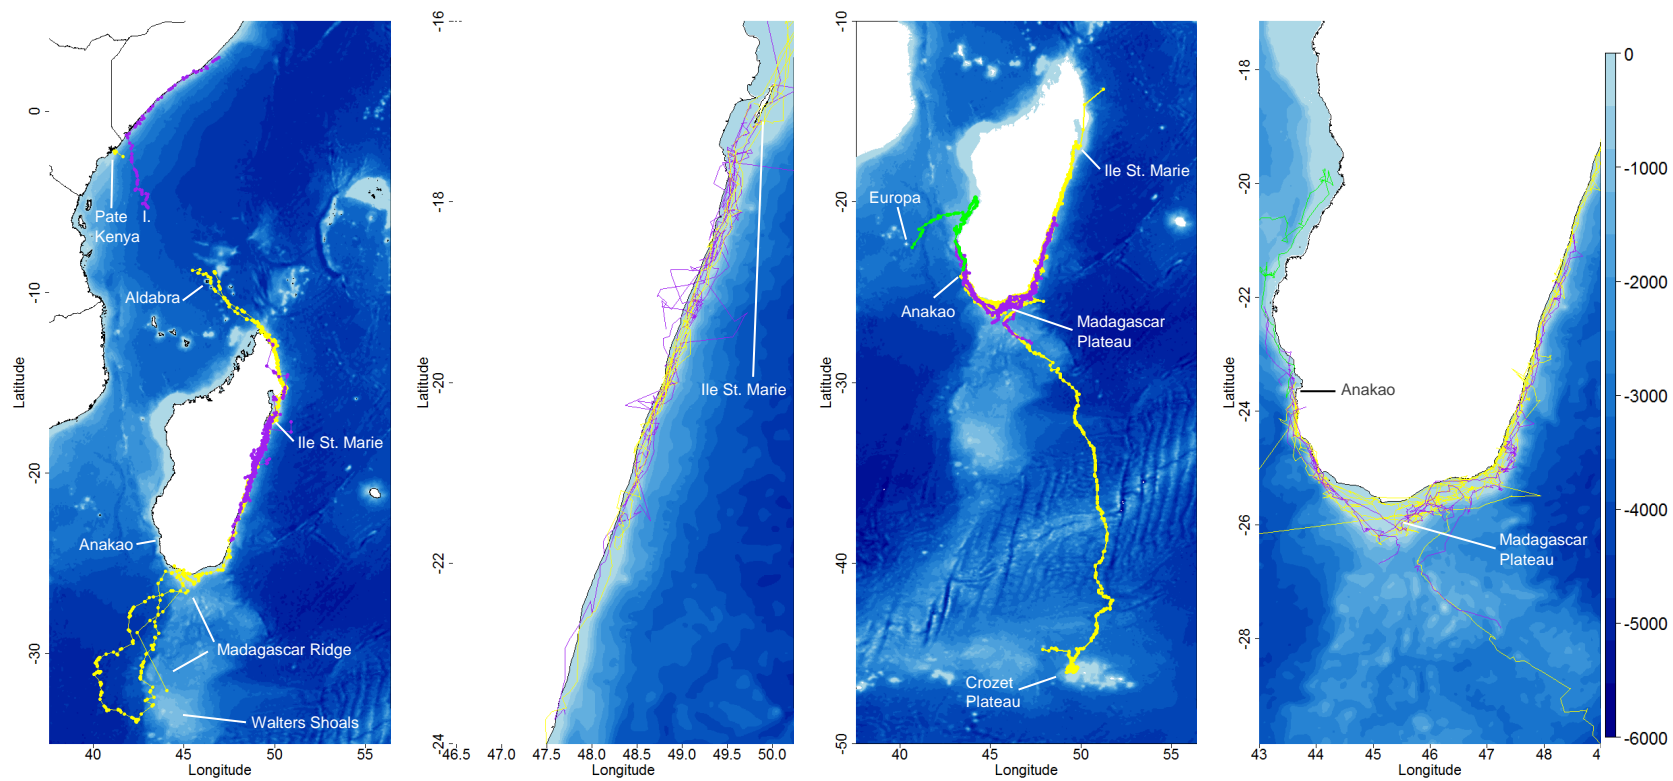 0
-10
-20
-30
Latitude
40
45
50
55
Longitude
Pate I.
Kenya
Aldabra
Ile St. Marie
Anakao
Madagascar Ridge
Walters Shoals
-16
-18
-20
-22
-24
Latitude
-46.5
47.0
47.5
48.0
48.5
49.0
49.5
50.0
Longitude
Ile St. Marie
-10
-20
-30
-40
-50
Latitude
40
45
50
55
Longitude
Ile St. Marie
Europa
Anakao
Madagascar
Plateau
Crozet
Plateau
-18
-20
-22
-24
-26
-28
Latitude
43
44
45
46
47
48
4
Longitude
Anakao
Madagascar
Plateau
0
-1000
-2000
-3000
-4000
-5000
-6000